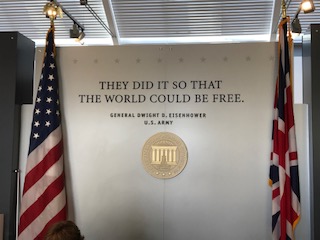 THEY DID IT SO THAT
THE WORLD COULD BE FREE.
GENERAL DWIGHT D. EISENHOWER
U.S. ARMY